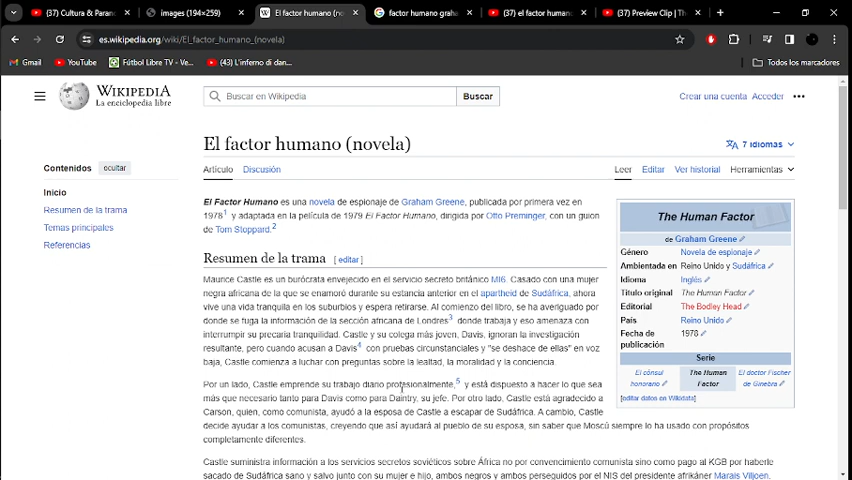 (37) Cultura & Paran
images (194×259)
El factor humano (no
factor humano grah
(37) el factor humano
(37) Preview Clip | The
es.wikipedia.org/wiki/El_factor_humano_(novela)
Gmail
YouTube
Fútbol Libre TV - Ve...
(43) L'inferno di dan...
Todos los marcadores
WIKIPEDIA
La enciclopedia libre
Buscar en Wikipedia
Buscar
Crear una cuenta Acceder
El factor humano (novela)
7 idiomas
Contenidos ocultar
Artículo Discusión
Leer Editar Ver historial Herramientas
Inicio
Resumen de la trama
Temas principales
Referencias
El Factor Humano es una novela de espionaje de Graham Greene, publicada por primera vez en
1978 1 y adaptada en la película de 1979 El Factor Humano, dirigida por Otto Preminger, con un guion
de Tom Stoppard.2
Resumen de la trama [ editar ]
Maurice Castle es un burócrata envejecido en el servicio secreto británico MI6. Casado con una mujer
negra africana de la que se enamoró durante su estancia anterior en el apartheid de Sudáfrica, ahora
vive una vida tranquila en los suburbios y espera retirarse. Al comienzo del libro, se ha averiguado por
donde se fuga la información de la sección africana de Londres3 donde trabaja y eso amenaza con
interrumpir su precaria tranquilidad. Castle y su colega más joven, Davis, ignoran la investigación
resultante, pero cuando acusan a Davis4 con pruebas circunstanciales y "se deshace de ellas" en voz
baja, Castle comienza a luchar con preguntas sobre la lealtad, la moralidad y la conciencia.
Por un lado, Castle emprende su trabajo diario profesionalmente,5 y está dispuesto a hacer lo que sea
más que necesario tanto para Davis como para Daintry, su jefe. Por otro lado, Castle está agradecido a
Carson, quien, como comunista, ayudó a la esposa de Castle a escapar de Sudáfrica. A cambio, Castle
decide ayudar a los comunistas, creyendo que así ayudará al pueblo de su esposa, sin saber que Moscú siempre lo ha usado con propósitos
completamente diferentes.
Castle suministra información a los servicios secretos soviéticos sobre África no por convencimiento comunista sino como pago al KGB por haberle
sacado de Sudáfrica sano y salvo junto con su mujer e hijo, ambos negros y ambos perseguidos por el NIS del presidente afrikáner Marais Viljoen,
The Human Factor
de Graham Greene
Género Novela de espionaje
Ambientada en Reino Unido y Sudáfrica
Idioma Inglés
Título original The Human Factor
Editorial The Bodley Head
País Reino Unido
Fecha de publicación 1978
Serie
El cónsul honorario
The Human Factor
El doctor Fischer de Ginebra
[editar datos en Wikidata]